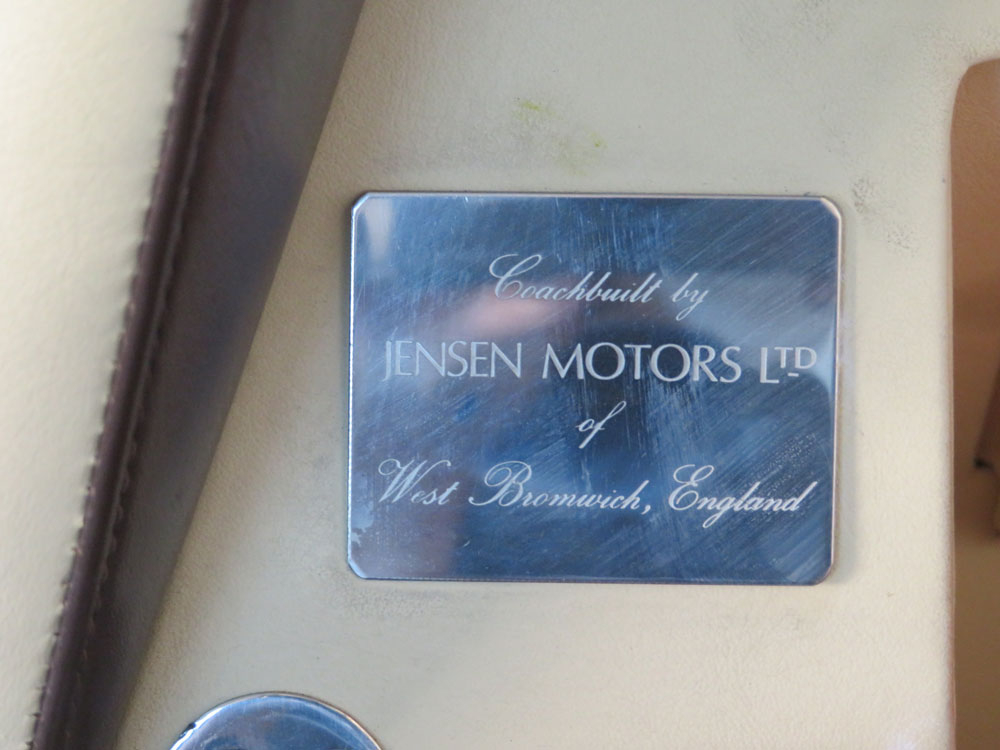 Coachbuilt by
JENSEN MOTORS LTD
of
West Bromwich, England